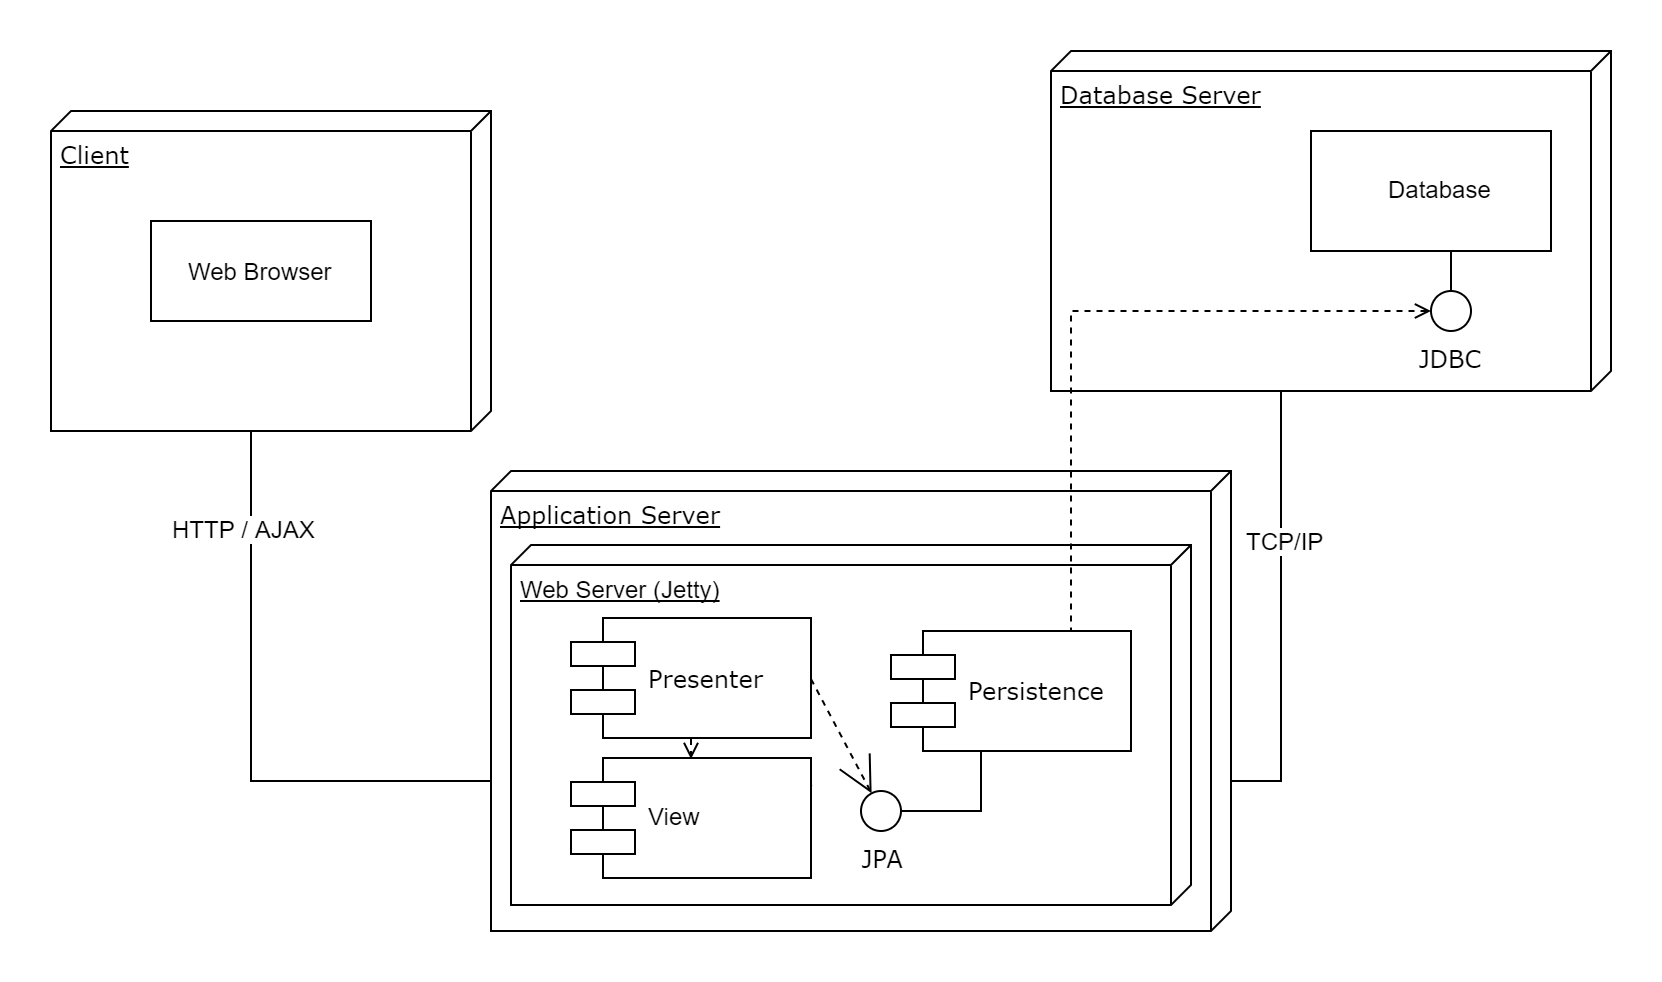 Database Server
Client
Database
Web Browser
JDBC
Application Server
HTTP / AJAX
TCP/IP
Web Server (Jetty)
Presenter
Persistence
View
JPA